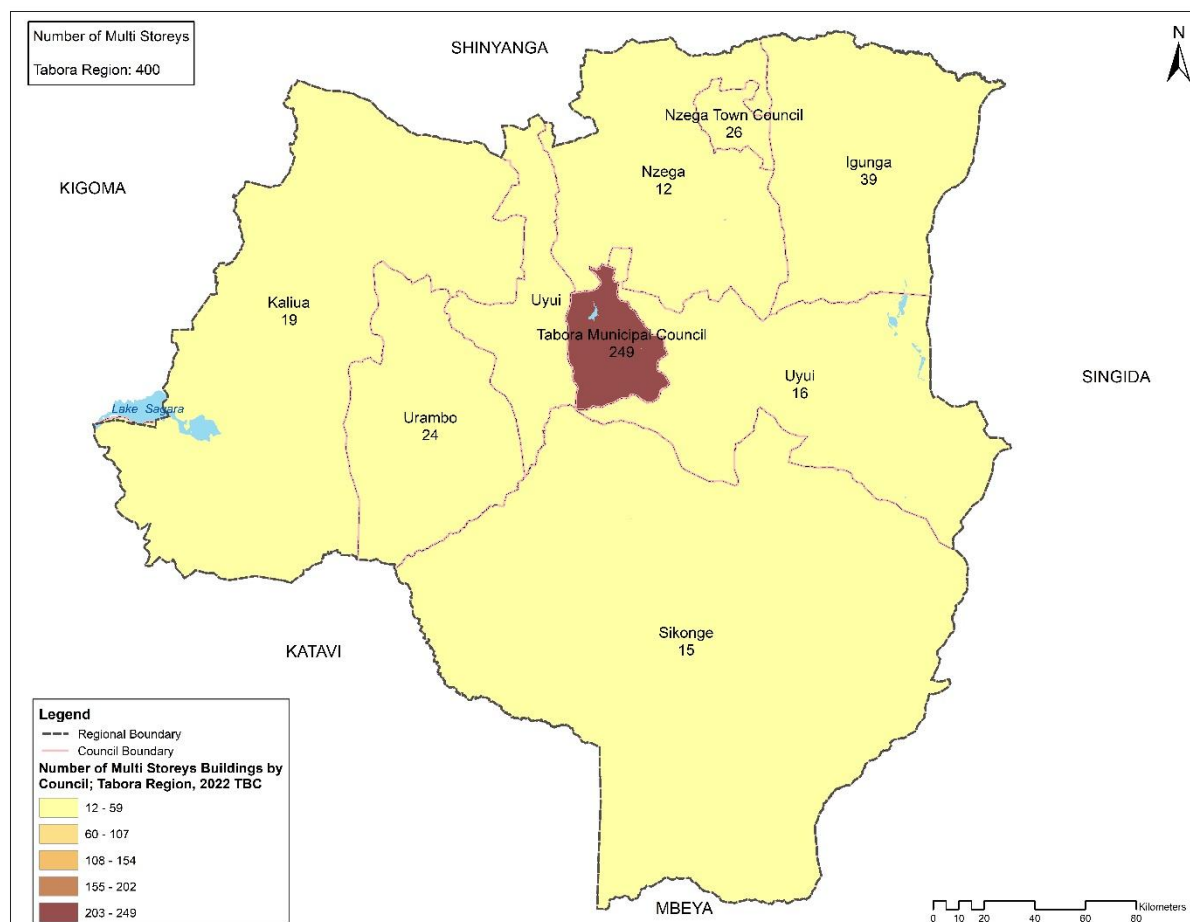 Number of Multi Storeys
Tabora Region: 400
SHINYANGA
N
Nzega Town Council
26
Igunga
39
Nzega
12
KIGOMA
Kaliua
19
Uyui
Tabora Municipal Council
249
Uyui
16
SINGIDA
Lake Sagara
Urambo
24
Sikonge
15
KATAVI
Legend
Regional Boundary
Council Boundary
Number of Multi Storeys Buildings by
Council; Tabora Region, 2022 TBC
12 - 59
60 - 107
108 - 154
155 - 202
203 - 249
MBEYA
Kilometers
0 10 20 40 60 80